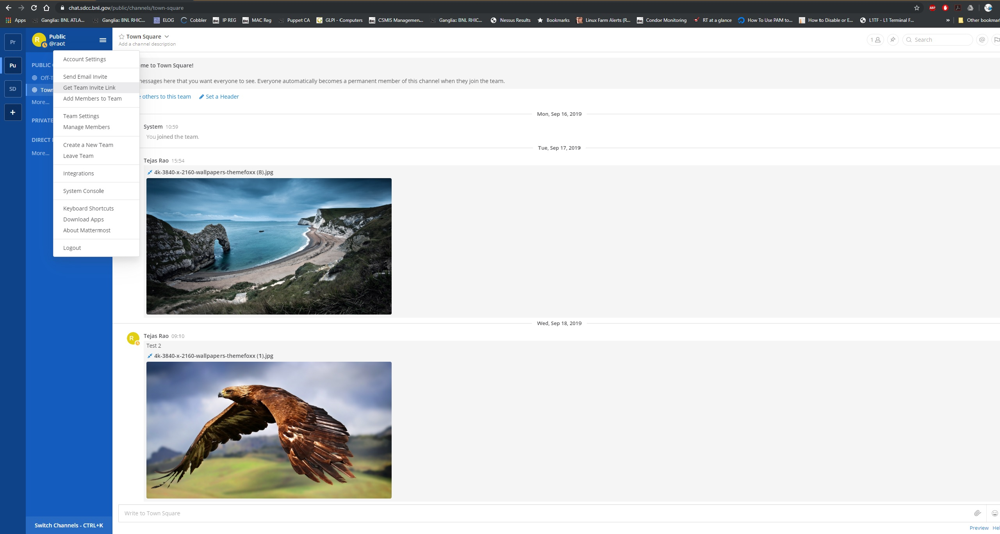 chat.sdcc.bnl.gov/public/channels/town-square
ABP
Apps
Ganglia:: BNL ATLA...
Ganglia:: BNL RHIC...
ELOG
Cobbler
BNL IP REG
BNL MAC Reg
Puppet CA
GLPI - Computers
BNL CSMIS Managemen...
Ganglia:: BNL RHIC...
Nessus Results
Bookmarks
Linux Farm Alerts (R...
BNL Condor Monitoring
RT at a glance
How To Use PAM to...
How to Disable or E...
L1TF - L1 Terminal F...
»
Other bookmar
Pr
Pu
SD
+
R
Public
@raot
PUBLIC
Off-T
Town
More...
PRIVATE
DIRECT
More...
Switch Channels - CTRL+K
Account Settings
Send Email Invite
Get Team Invite Link
Add Members to Team
Team Settings
Manage Members
Create a New Team
Leave Team
Integrations
System Console
Keyboard Shortcuts
Download Apps
About Mattermost
Logout
Town Square
Add a channel description
1
Search
@
me to Town Square!
nessages here that you want everyone to see. Everyone automatically becomes a permanent member of this channel when they join the team.
e others to this team
Set a Header
Mon, Sep 16, 2019
System 10:59
You joined the team.
Tue, Sep 17, 2019
Tejas Rao 15:54
4k-3840-x-2160-wallpapers-themefoxx (8).jpg
Wed, Sep 18, 2019
R
Tejas Rao 09:10
Test 2
4k-3840-x-2160-wallpapers-themefoxx (1).jpg
Write to Town Square
Preview Hel